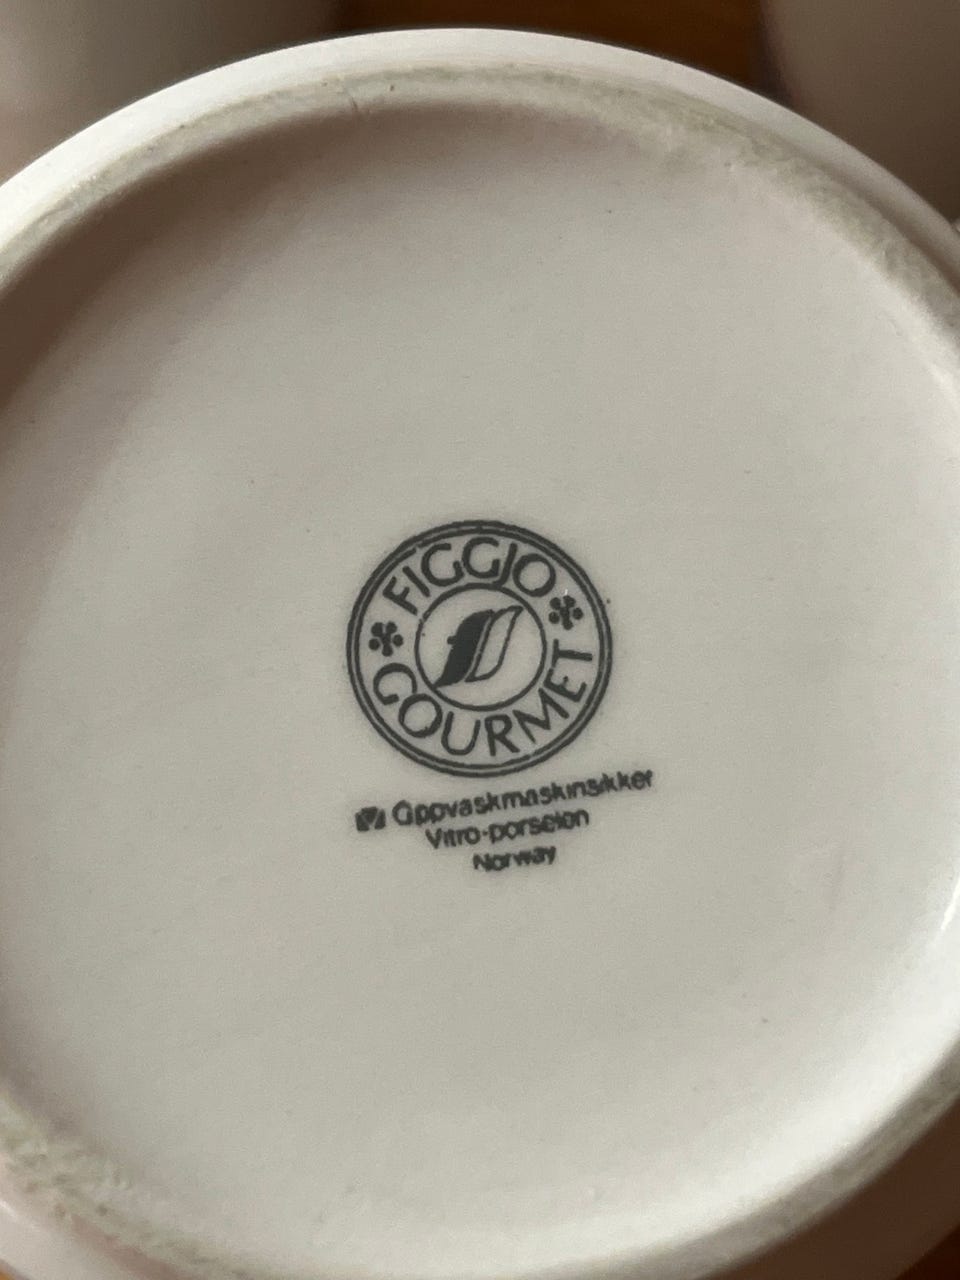 FIGGJO
GOURMET
Oppvaskmaskinsikker
Vitro-porselen
Norway